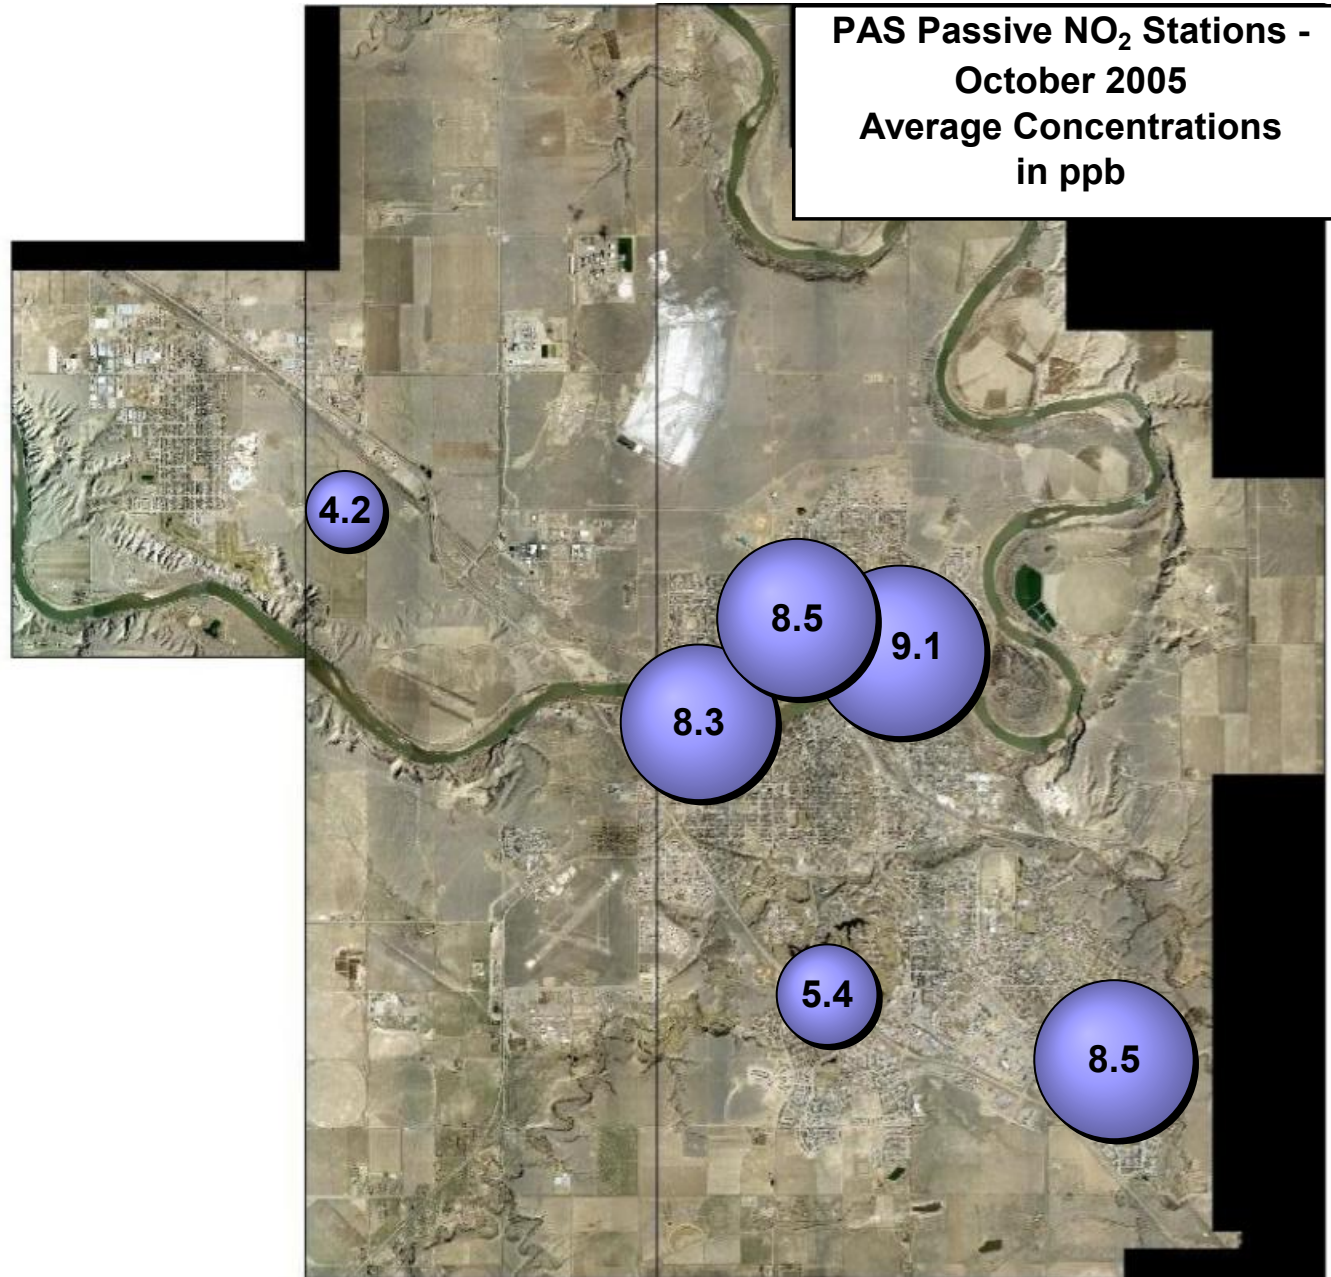 PAS Passive NO₂ Stations -
October 2005
Average Concentrations
in ppb
4.2
8.5
9.1
8.3
5.4
8.5